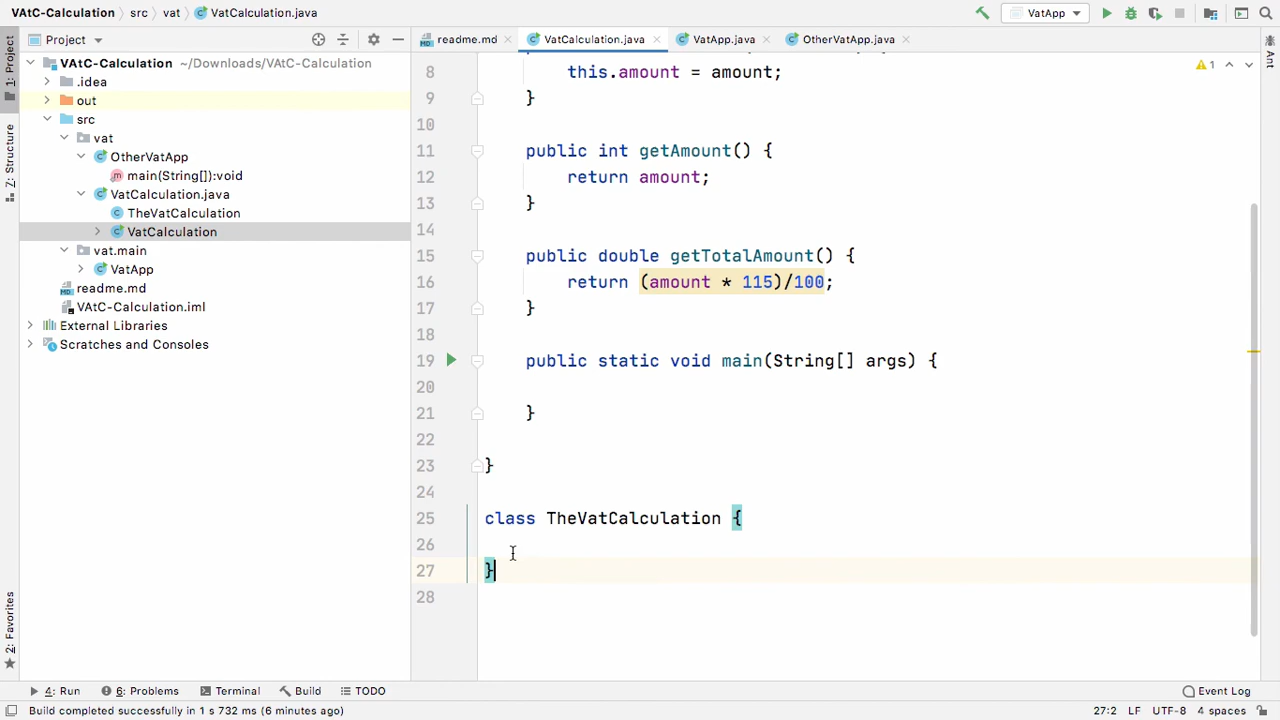 VAtC-Calculation src vat VatCalculation.java VatApp
1: Project
Project
readme.md VatCalculation.java VatApp.java OtherVatApp.java
Ant
VAtC-Calculation ~/Downloads/VAtC-Calculation
.idea
out
src
vat
OtherVatApp
main(String[]):void
VatCalculation.java
TheVatCalculation
VatCalculation
vat.main
VatApp
readme.md
VAtC-Calculation.iml
External Libraries
Scratches and Consoles
Z: Structure
2: Favorites
1
8 this.amount = amount;
9 }
10
11 public int getAmount() {
12 return amount;
13 }
14
15 public double getTotalAmount() {
16 return (amount * 115)/100;
17 }
18
19 public static void main(String[] args) {
20
21 }
22
23 }
24
25 class TheVatCalculation {
26
27 }
28
4: Run 6: Problems Terminal Build TODO Event Log
Build completed successfully in 1 s 732 ms (6 minutes ago) 27:2 LF UTF-8 4 spaces